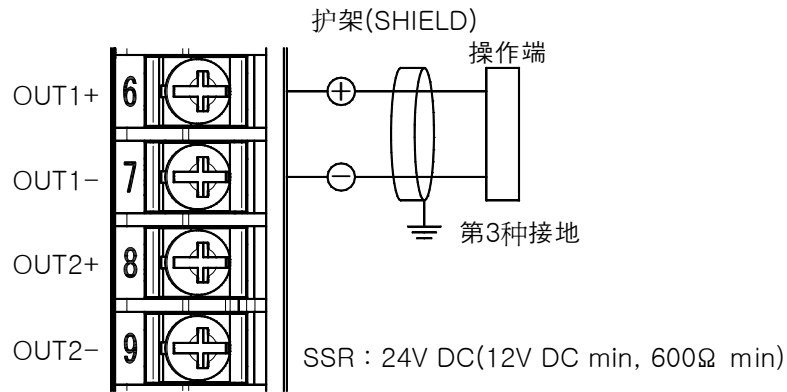 护架(SHIELD)
操作端
OUT1+ 6
OUT1- 7
第3种接地
OUT2+ 8
OUT2- 9
SSR : 24V DC(12V DC min, 600Ω min)